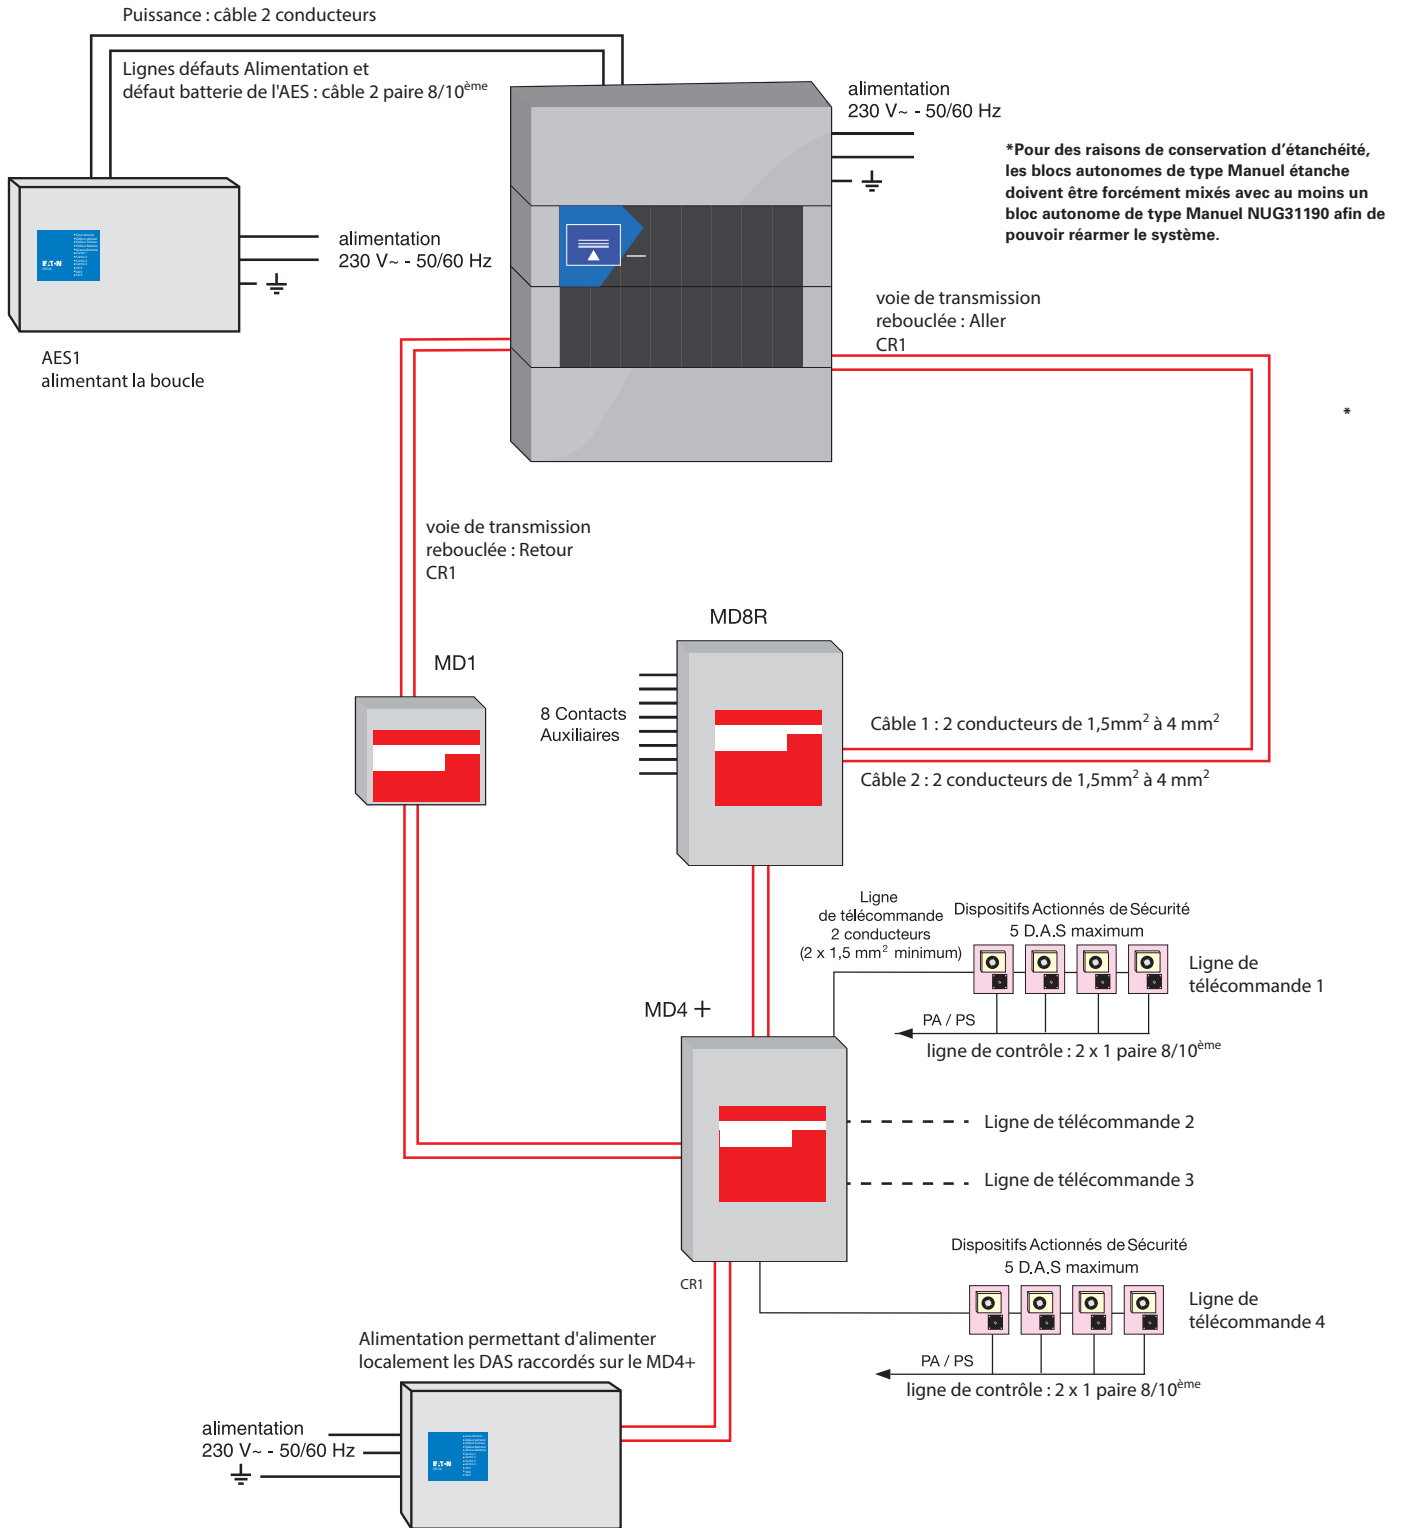 Puissance : câble 2 conducteurs
Lignes défauts Alimentation et
défaut batterie de l'AES : câble 2 paire 8/10ème
alimentation
230 V~ - 50/60 Hz
*Pour des raisons de conservation d'étanchéité,
les blocs autonomes de type Manuel étanche
doivent être forcément mixés avec au moins un
bloc autonome de type Manuel NUG31190 afin de
pouvoir réarmer le système.
EATON
alimentation
230 V~ - 50/60 Hz
AES1
alimentant la boucle
voie de transmission
rebouclée : Aller
CR1
*
voie de transmission
rebouclée : Retour
CR1
MD8R
MD1
8 Contacts
Auxiliaires
Câble 1 : 2 conducteurs de 1,5mm² à 4 mm²
Câble 2 : 2 conducteurs de 1,5mm² à 4 mm²
Ligne
de télécommande
2 conducteurs
(2 x 1,5 mm² minimum)
Dispositifs Actionnés de Sécurité
5 D.A.S maximum
Ligne de
télécommande 1
PA / PS
ligne de contrôle : 2 x 1 paire 8/10ème
MD4 +
Ligne de télécommande 2
Ligne de télécommande 3
Dispositifs Actionnés de Sécurité
5 D.A.S maximum
CR1
Ligne de
télécommande 4
PA / PS
ligne de contrôle : 2 x 1 paire 8/10ème
Alimentation permettant d'alimenter
localement les DAS raccordés sur le MD4+
alimentation
230 V~ - 50/60 Hz
EATON